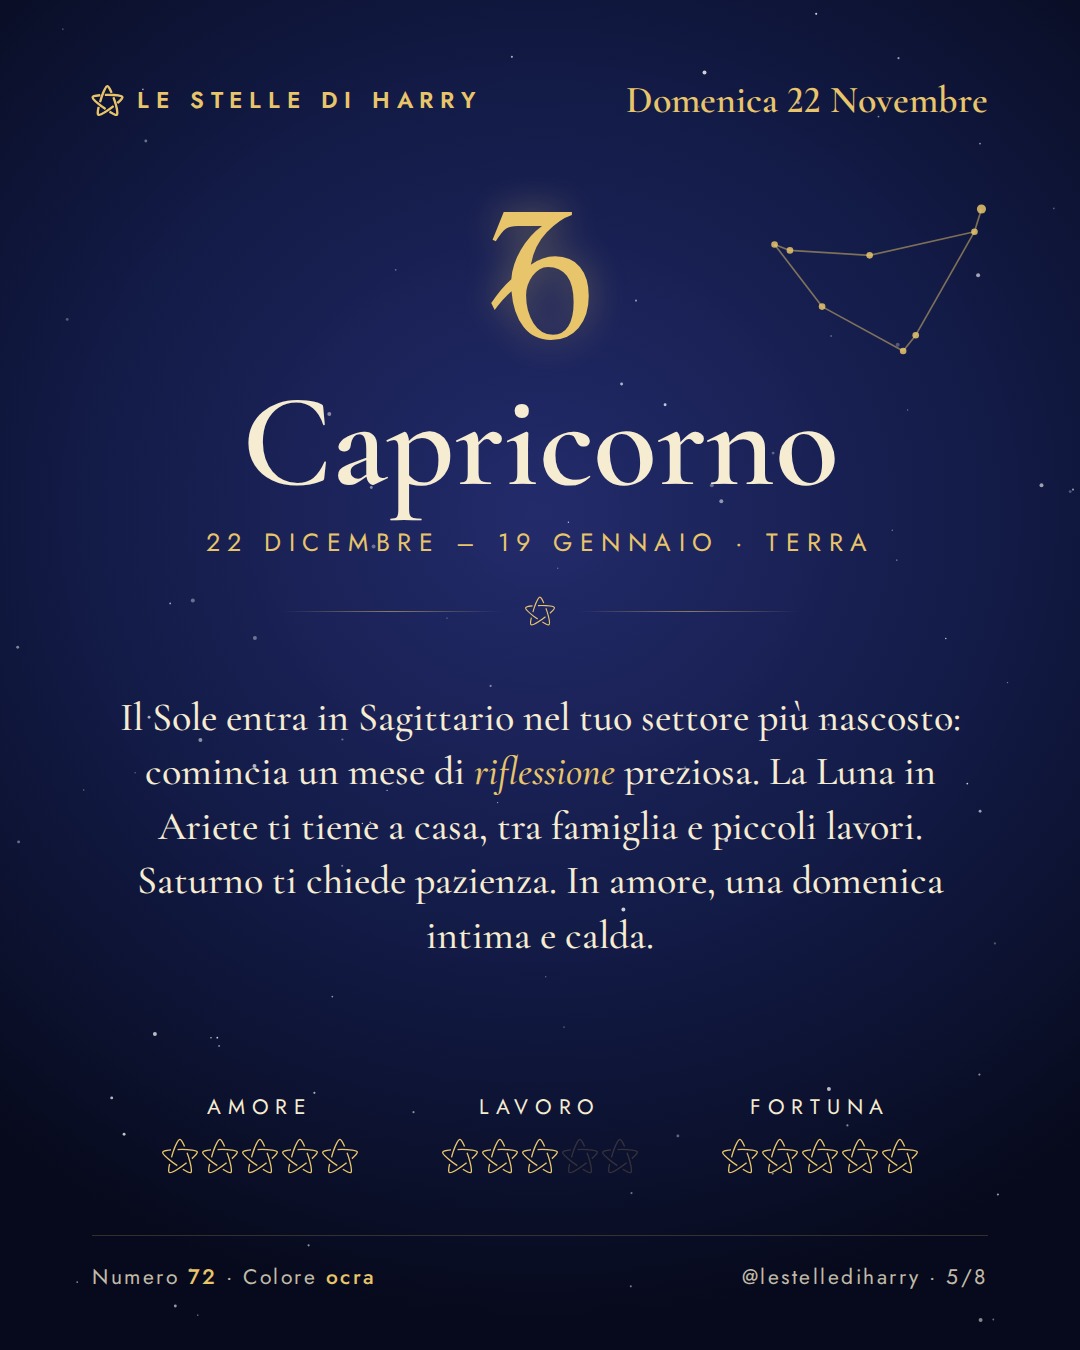 LE STELLE DI HARRY
Domenica 22 Novembre
♑
Capricorno
22 DICEMBRE – 19 GENNAIO · TERRA
Il Sole entra in Sagittario nel tuo settore più nascosto:
comincia un mese di riflessione preziosa. La Luna in
Ariete ti tiene a casa, tra famiglia e piccoli lavori.
Saturno ti chiede pazienza. In amore, una domenica
intima e calda.
AMORE
LAVORO
FORTUNA
Numero 72 · Colore ocra
@lestellediharry · 5/8